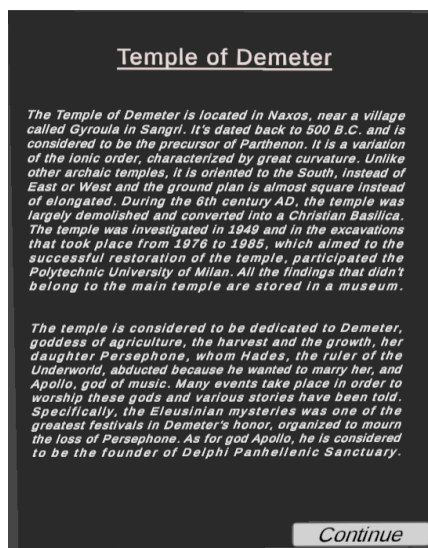 Temple of Demeter
The Temple of Demeter is located in Naxos, near a village
called Gyroula in Sangri. It's dated back to 500 B.C. and is
considered to be the precursor of Parthenon. It is a variation
of the ionic order, characterized by great curvature. Unlike
other archaic temples, it is oriented to the South, instead of
East or West and the ground plan is almost square instead
of elongated. During the 6th century AD, the temple was
largely demolished and converted into a Christian Basilica.
The temple was investigated in 1949 and in the excavations
that took place from 1976 to 1985, which aimed to the
successful restoration of the temple, participated the
Polytechnic University of Milan. All the findings that didn't
belong to the main temple are stored in a museum.
The temple is considered to be dedicated to Demeter,
goddess of agriculture, the harvest and the growth, her
daughter Persephone, whom Hades, the ruler of the
Underworld, abducted because he wanted to marry her, and
Apollo, god of music. Many events take place in order to
worship these gods and various stories have been told.
Specifically, the Eleusinian mysteries was one of the
greatest festivals in Demeter's honor, organized to mourn
the loss of Persephone. As for god Apollo, he is considered
to be the founder of Delphi Panhellenic Sanctuary.
Continue